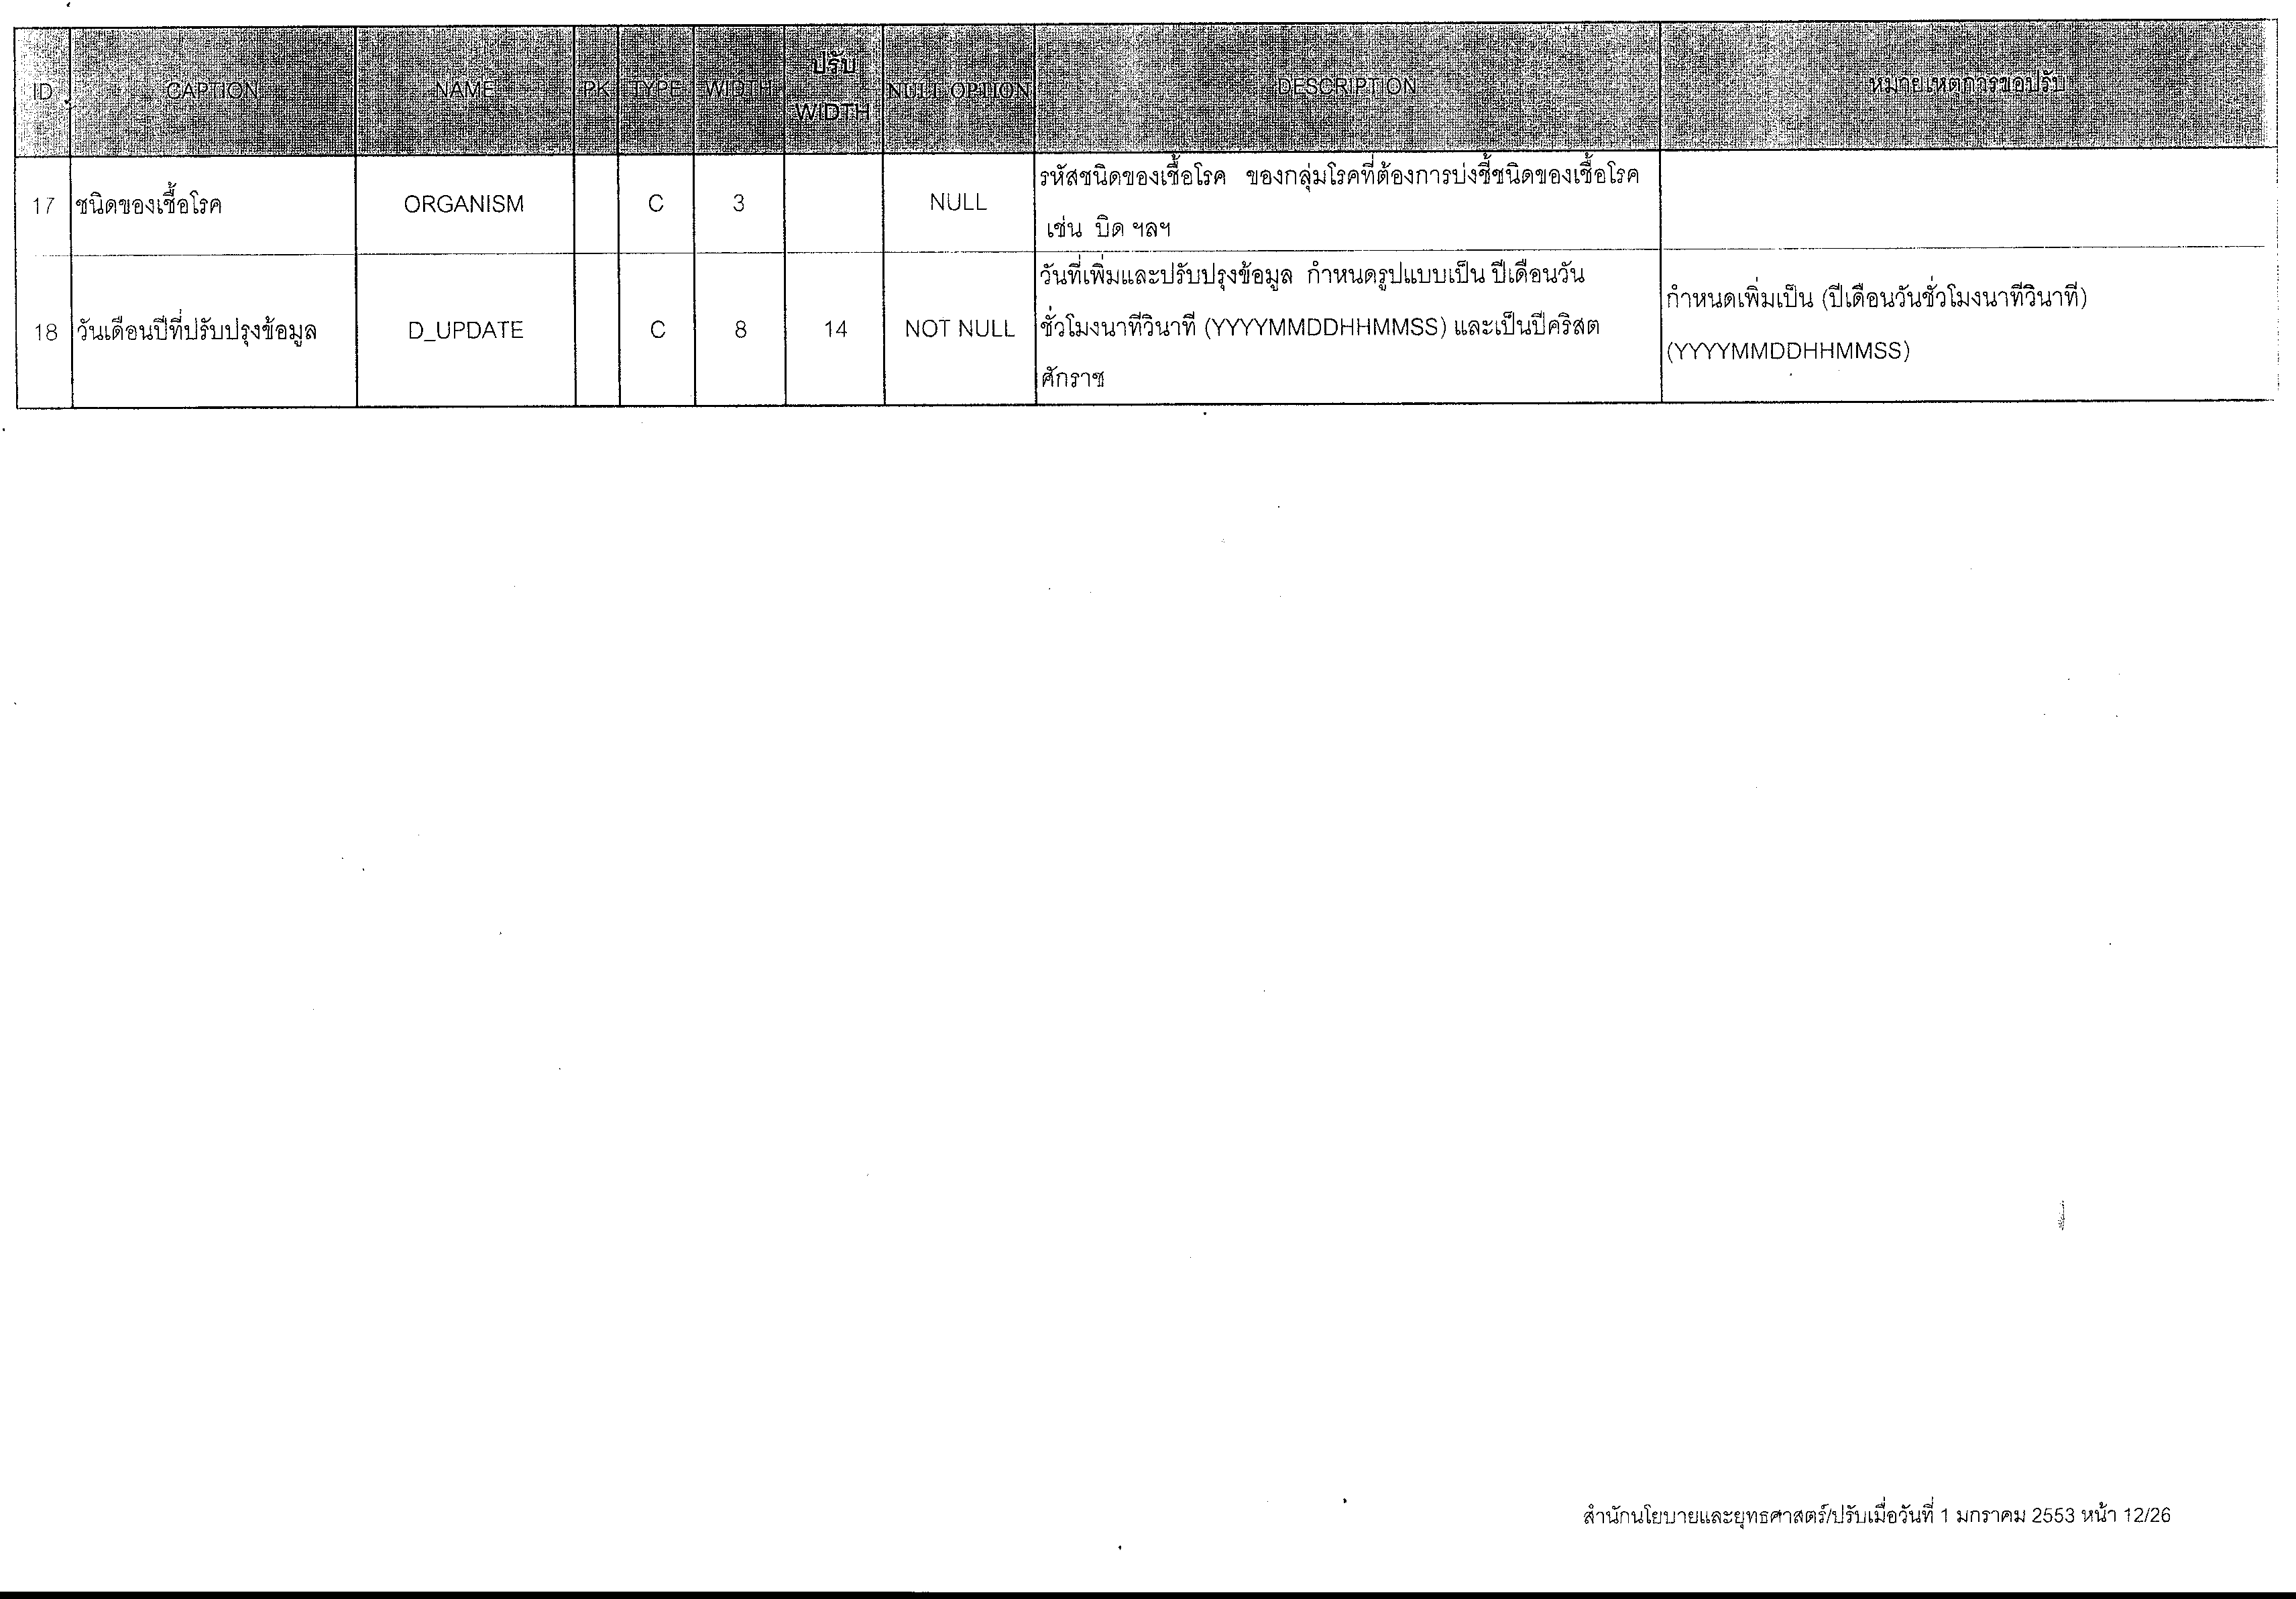 ID CAPTION NAME PK TYPE WIDTH ปรับ WIDTH NULL OPTION DESCRIPTION หมายเหตุการขอปรับ
17 ชนิดของเชื้อโรค ORGANISM C 3 NULL รหัสชนิดของเชื้อโรค ของกลุ่มโรคที่ต้องการบ่งชี้ชนิดของเชื้อโรค
เช่น บิด ฯลฯ
18 วันเดือนปีที่ปรับปรุงข้อมูล D_UPDATE C 8 14 NOT NULL วันที่เพิ่มและปรับปรุงข้อมูล กำหนดรูปแบบเป็น ปีเดือนวัน
ชั่วโมงนาทีวินาที (YYYYMMDDHHMMSS) และเป็นปีคริสต
ศักราช
กำหนดเพิ่มเป็น (ปีเดือนวันชั่วโมงนาทีวินาที)
(YYYYMMDDHHMMSS)
สำนักนโยบายและยุทธศาสตร์/ปรับเมื่อวันที่ 1 มกราคม 2553 หน้า 12/26